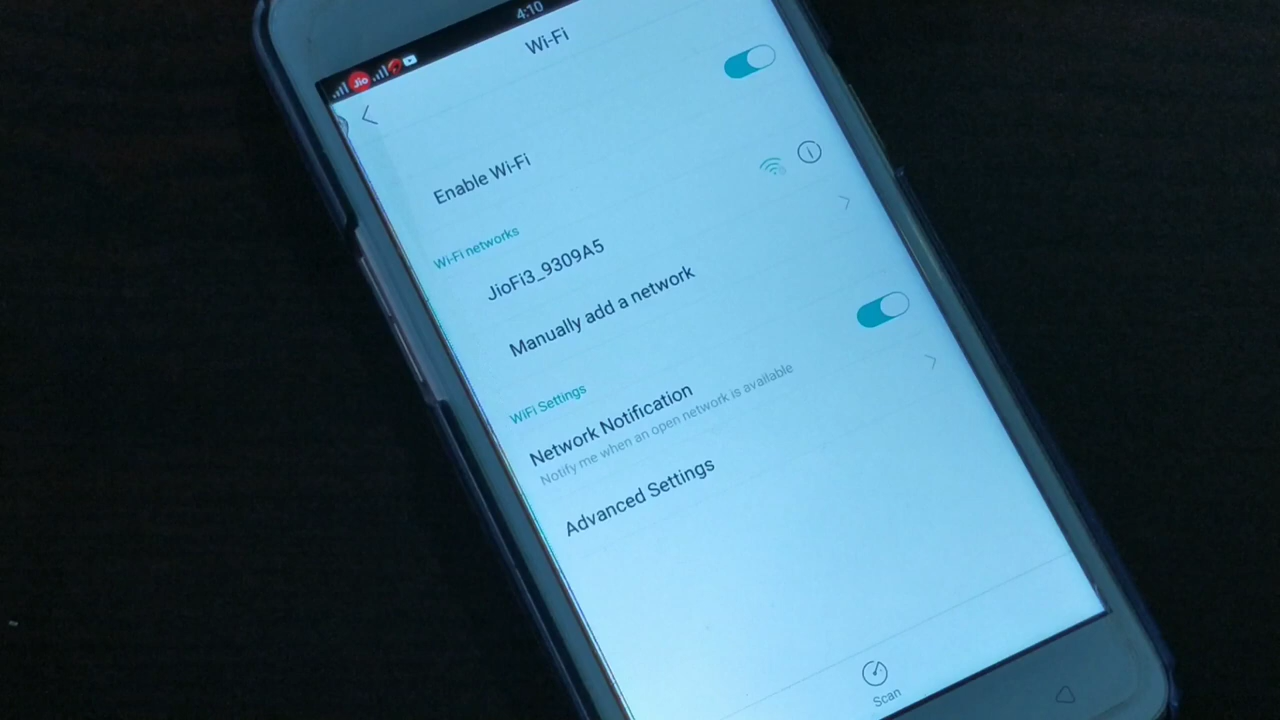 4:10
Jio
Wi-Fi
Enable Wi-Fi
Wi-Fi networks
JioFi3_9309A5
Manually add a network
WiFi Settings
Network Notification
Notify me when an open network is available
Advanced Settings
Scan